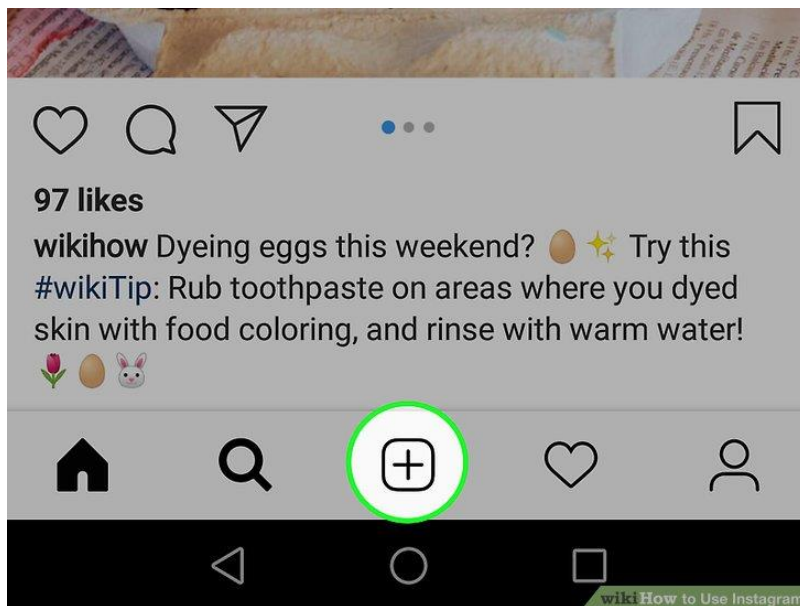 97 likes
wikihow Dyeing eggs this weekend? 🥚✨ Try this
#wikiTip: Rub toothpaste on areas where you dyed
skin with food coloring, and rinse with warm water!
🌷🥚🐰
wikiHow to Use Instagram